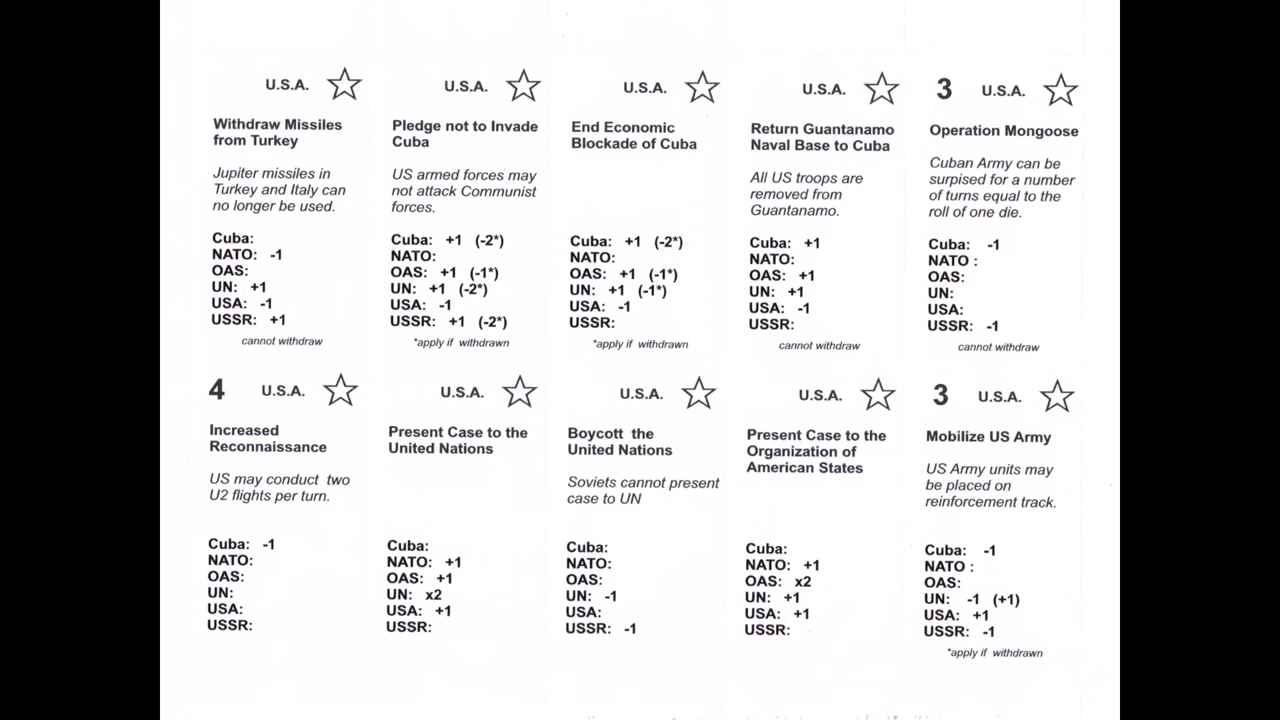 U.S.A.
Withdraw Missiles
from Turkey
Jupiter missiles in
Turkey and Italy can
no longer be used.
Cuba:
NATO: -1
OAS:
UN: +1
USA: -1
USSR: +1
cannot withdraw
U.S.A.
Pledge not to Invade
Cuba
US armed forces may
not attack Communist
forces.
Cuba: +1 (-2*)
NATO:
OAS: +1 (-1*)
UN: +1 (-2*)
USA: -1
USSR: +1 (-2*)
*apply if withdrawn
U.S.A.
End Economic
Blockade of Cuba
Cuba: +1 (-2*)
NATO:
OAS: +1 (-1*)
UN: +1 (-1*)
USA: -1
USSR:
*apply if withdrawn
U.S.A.
Return Guantanamo
Naval Base to Cuba
All US troops are
removed from
Guantanamo.
Cuba: +1
NATO:
OAS: +1
UN: +1
USA: -1
USSR:
cannot withdraw
3 U.S.A.
Operation Mongoose
Cuban Army can be
surpised for a number
of turns equal to the
roll of one die.
Cuba: -1
NATO :
OAS:
UN:
USA:
USSR: -1
cannot withdraw
4 U.S.A.
Increased
Reconnaissance
US may conduct two
U2 flights per turn.
Cuba: -1
NATO:
OAS:
UN:
USA:
USSR:
U.S.A.
Present Case to the
United Nations
Cuba:
NATO: +1
OAS: +1
UN: x2
USA: +1
USSR:
U.S.A.
Boycott the
United Nations
Soviets cannot present
case to UN
Cuba:
NATO:
OAS:
UN: -1
USA:
USSR: -1
U.S.A.
Present Case to the
Organization of
American States
Cuba:
NATO: +1
OAS: x2
UN: +1
USA: +1
USSR:
3 U.S.A.
Mobilize US Army
US Army units may
be placed on
reinforcement track.
Cuba: -1
NATO :
OAS:
UN: -1 (+1)
USA: +1
USSR: -1
*apply if withdrawn